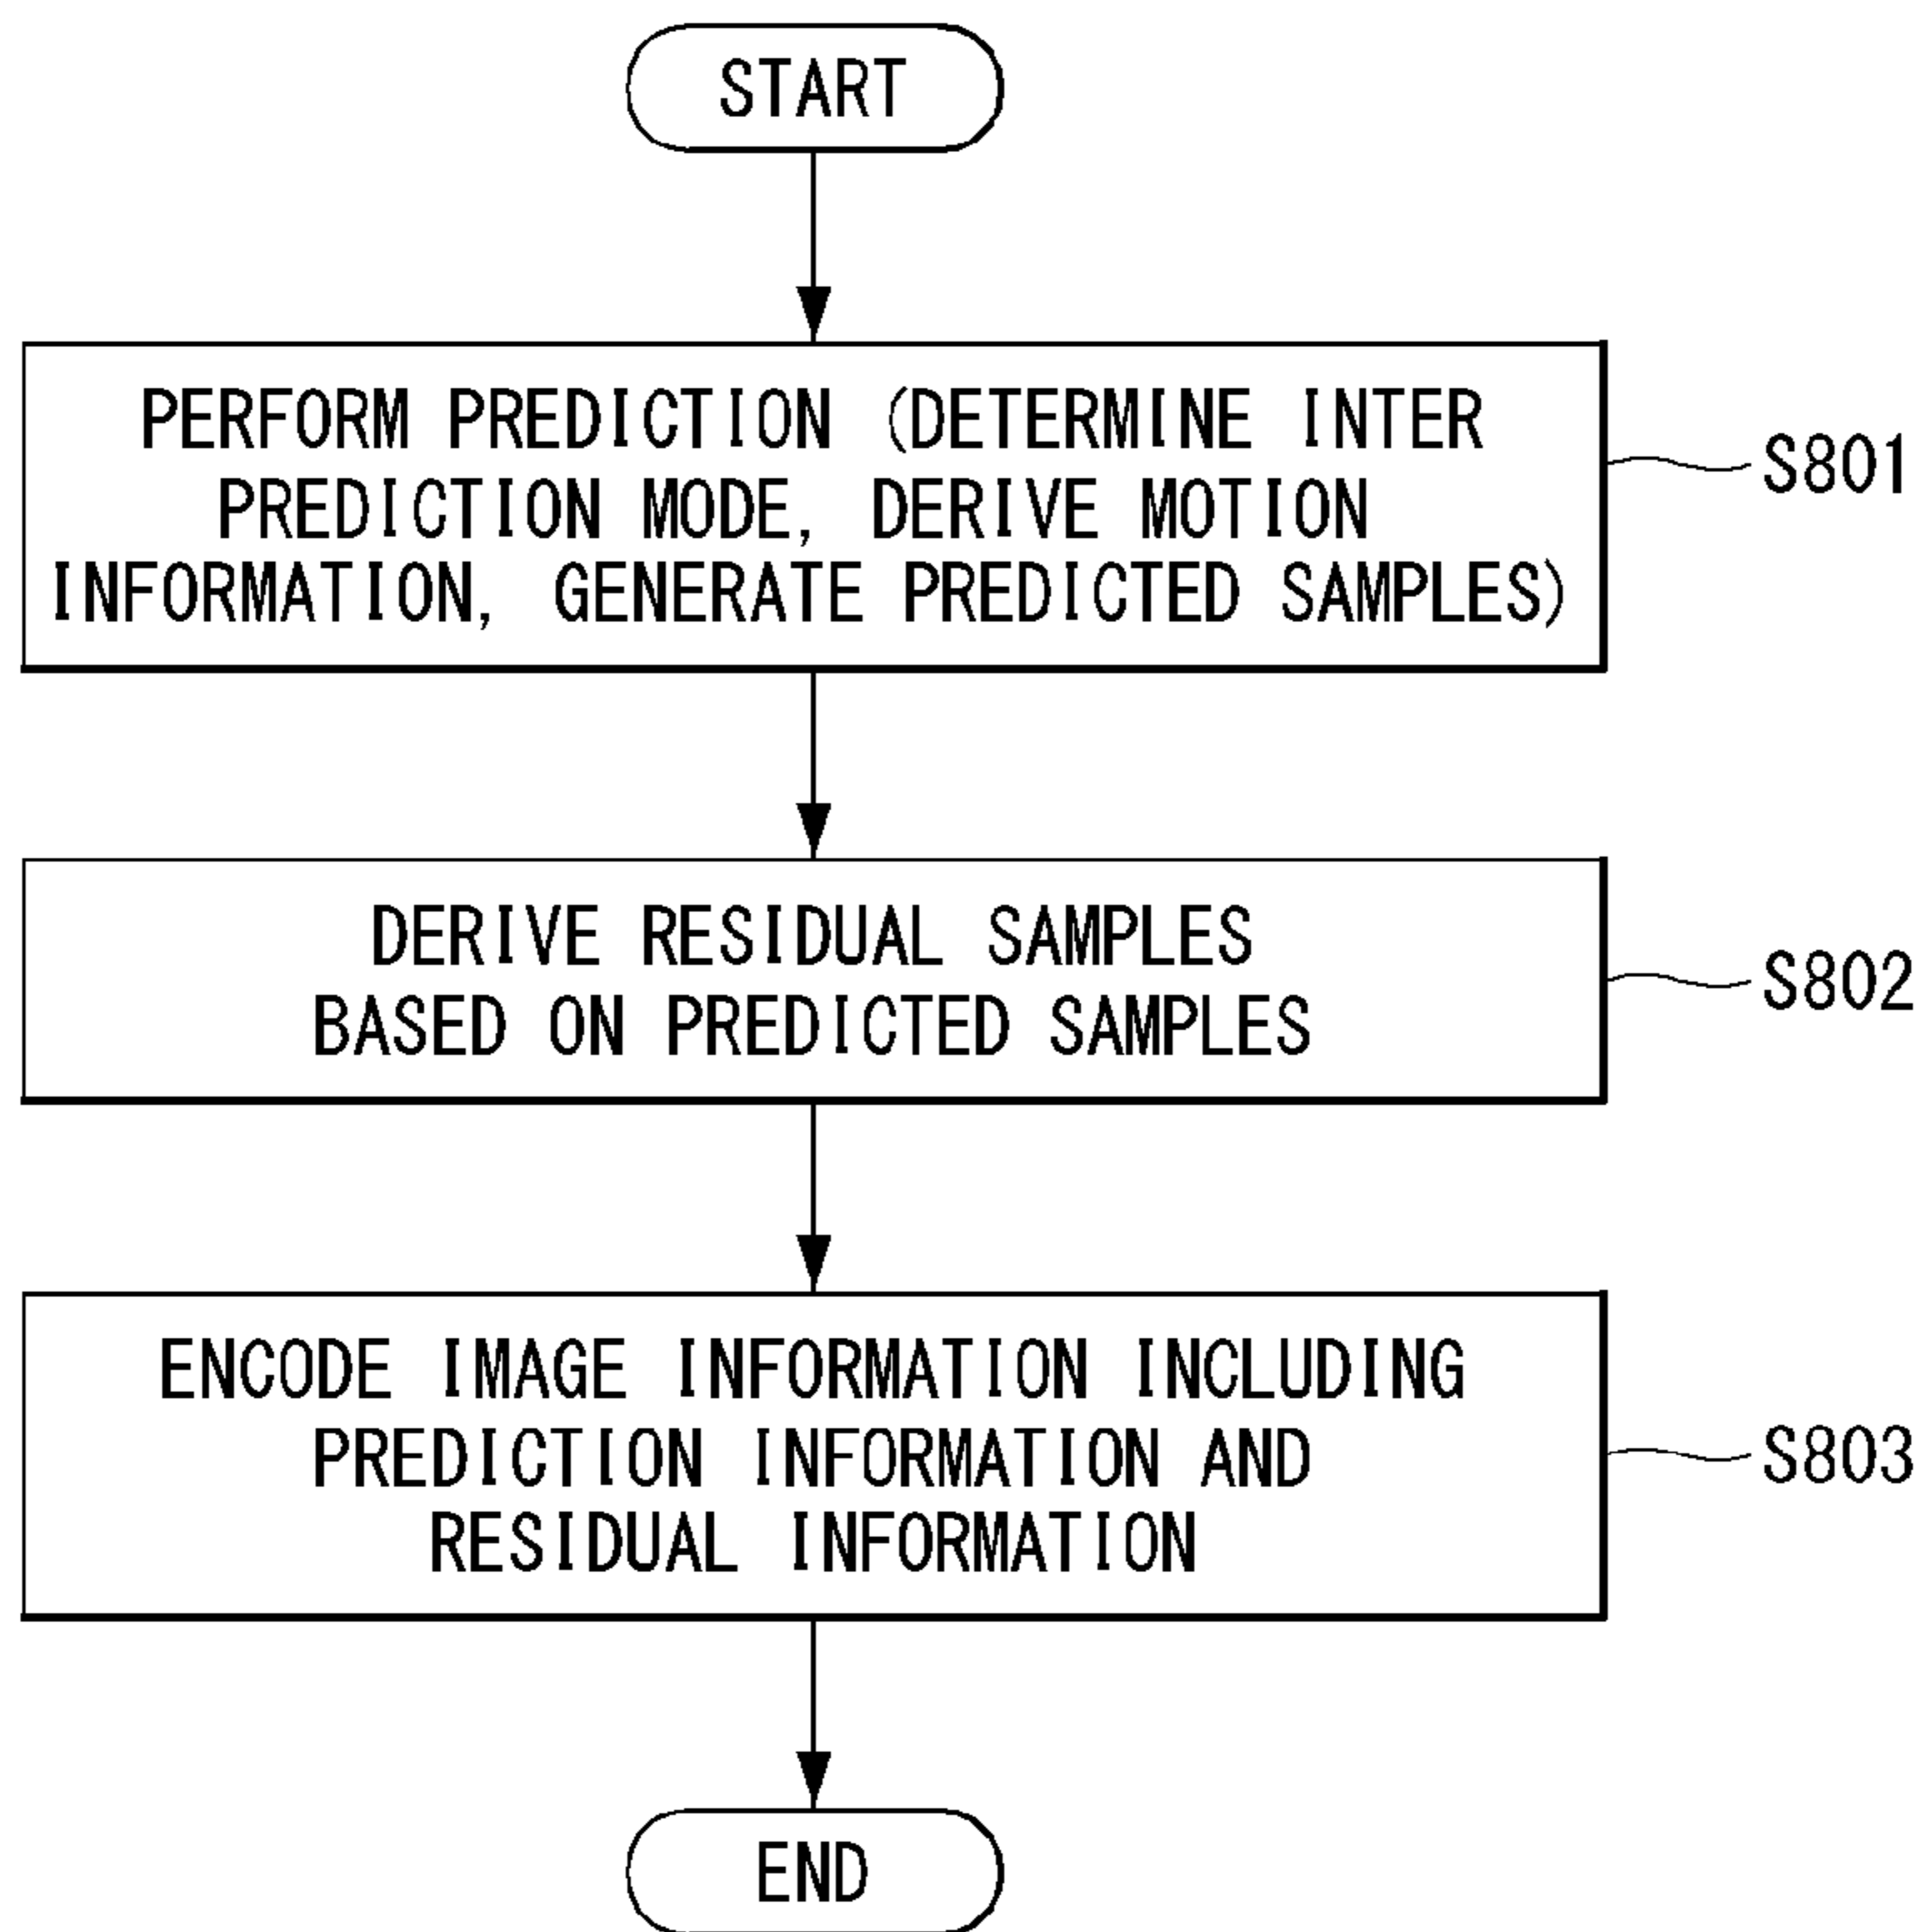 START
PERFORM PREDICTION (DETERMINE INTER
PREDICTION MODE, DERIVE MOTION
INFORMATION, GENERATE PREDICTED SAMPLES)
S801
DERIVE RESIDUAL SAMPLES
BASED ON PREDICTED SAMPLES
S802
ENCODE IMAGE INFORMATION INCLUDING
PREDICTION INFORMATION AND
RESIDUAL INFORMATION
S803
END